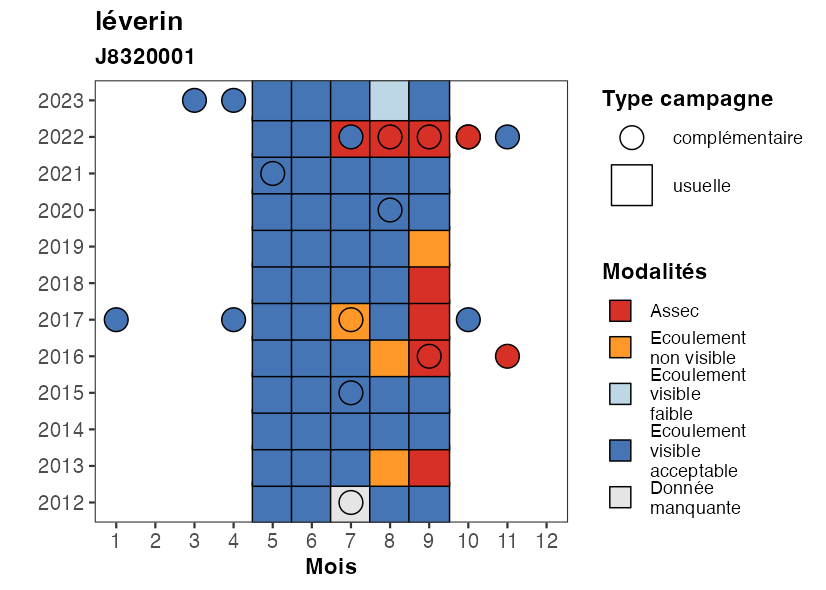 léverin
J8320001
2023
2022
2021
2020
2019
2018
2017
2016
2015
2014
2013
2012
1 2 3 4 5 6 7 8 9 10 11 12
Mois
Type campagne
complémentaire
usuelle
Modalités
Assec
Ecoulement
non visible
Ecoulement
visible
faible
Ecoulement
visible
acceptable
Donnée
manquante